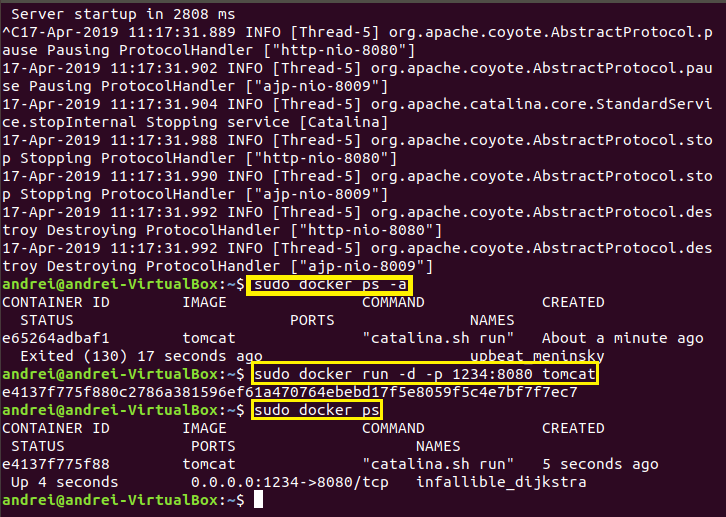 Server startup in 2808 ms
^C17-Apr-2019 11:17:31.889 INFO [Thread-5] org.apache.coyote.AbstractProtocol.p
ause Pausing ProtocolHandler ["http-nio-8080"]
17-Apr-2019 11:17:31.902 INFO [Thread-5] org.apache.coyote.AbstractProtocol.pau
se Pausing ProtocolHandler ["ajp-nio-8009"]
17-Apr-2019 11:17:31.904 INFO [Thread-5] org.apache.catalina.core.StandardServi
ce.stopInternal Stopping service [Catalina]
17-Apr-2019 11:17:31.988 INFO [Thread-5] org.apache.coyote.AbstractProtocol.sto
p Stopping ProtocolHandler ["http-nio-8080"]
17-Apr-2019 11:17:31.990 INFO [Thread-5] org.apache.coyote.AbstractProtocol.sto
p Stopping ProtocolHandler ["ajp-nio-8009"]
17-Apr-2019 11:17:31.992 INFO [Thread-5] org.apache.coyote.AbstractProtocol.des
troy Destroying ProtocolHandler ["http-nio-8080"]
17-Apr-2019 11:17:31.992 INFO [Thread-5] org.apache.coyote.AbstractProtocol.des
troy Destroying ProtocolHandler ["ajp-nio-8009"]
andrei@andrei-VirtualBox:~$ sudo docker ps -a
CONTAINER ID IMAGE COMMAND CREATED
STATUS PORTS NAMES
e65264adbaf1 tomcat "catalina.sh run" About a minute ago
Exited (130) 17 seconds ago upbeat_meninsky
andrei@andrei-VirtualBox:~$ sudo docker run -d -p 1234:8080 tomcat
e4137f775f880c2786a381596ef61a470764ebebd17f5e8059f5c4e7bf7f7ec7
andrei@andrei-VirtualBox:~$ sudo docker ps
CONTAINER ID IMAGE COMMAND CREATED
STATUS PORTS NAMES
e4137f775f88 tomcat "catalina.sh run" 5 seconds ago
Up 4 seconds 0.0.0.0:1234->8080/tcp infallible_dijkstra
andrei@andrei-VirtualBox:~$